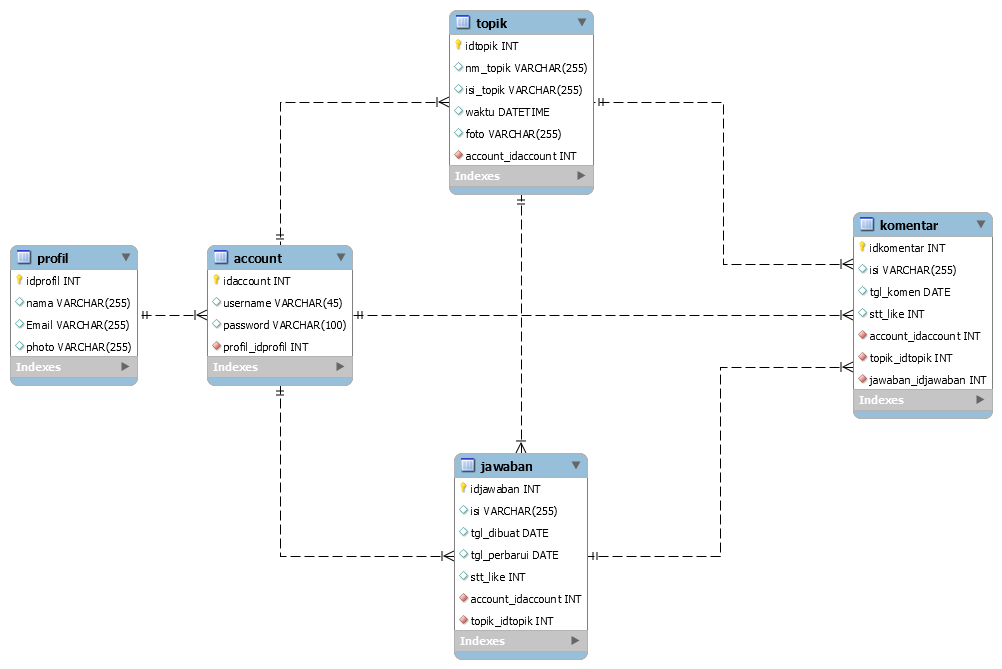 topik
idtopik INT
nm_topik VARCHAR(255)
isi_topik VARCHAR(255)
waktu DATETIME
foto VARCHAR(255)
account_idaccount INT
Indexes
profil
idprofil INT
nama VARCHAR(255)
Email VARCHAR(255)
photo VARCHAR(255)
Indexes
account
idaccount INT
username VARCHAR(45)
password VARCHAR(100)
profil_idprofil INT
Indexes
komentar
idkomentar INT
isi VARCHAR(255)
tgl_komen DATE
stt_like INT
account_idaccount INT
topik_idtopik INT
jawaban_idjawaban INT
Indexes
jawaban
idjawaban INT
isi VARCHAR(255)
tgl_dibuat DATE
tgl_perbarui DATE
stt_like INT
account_idaccount INT
topik_idtopik INT
Indexes